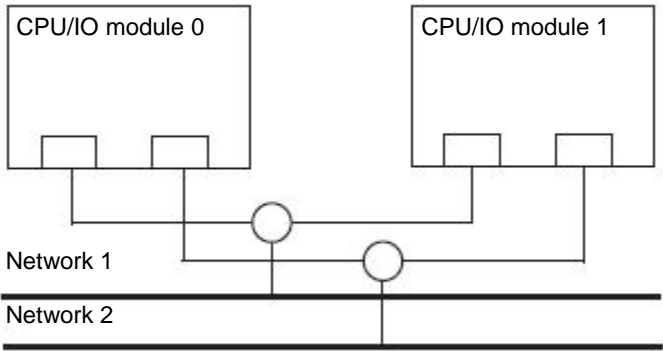 CPU/IO module 0
CPU/IO module 1
Network 1
Network 2